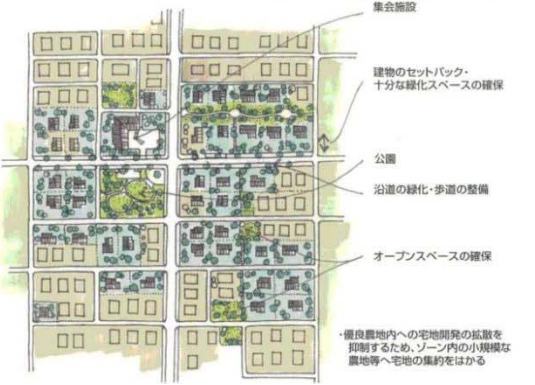 集会施設
建物のセットバック・
十分な緑化スペースの確保
公園
沿道の緑化・歩道の整備
オープンスペースの確保
・優良農地内への宅地開発の拡散を
抑制するため、ゾーン内の小規模な
農地等へ宅地の集約をはかる